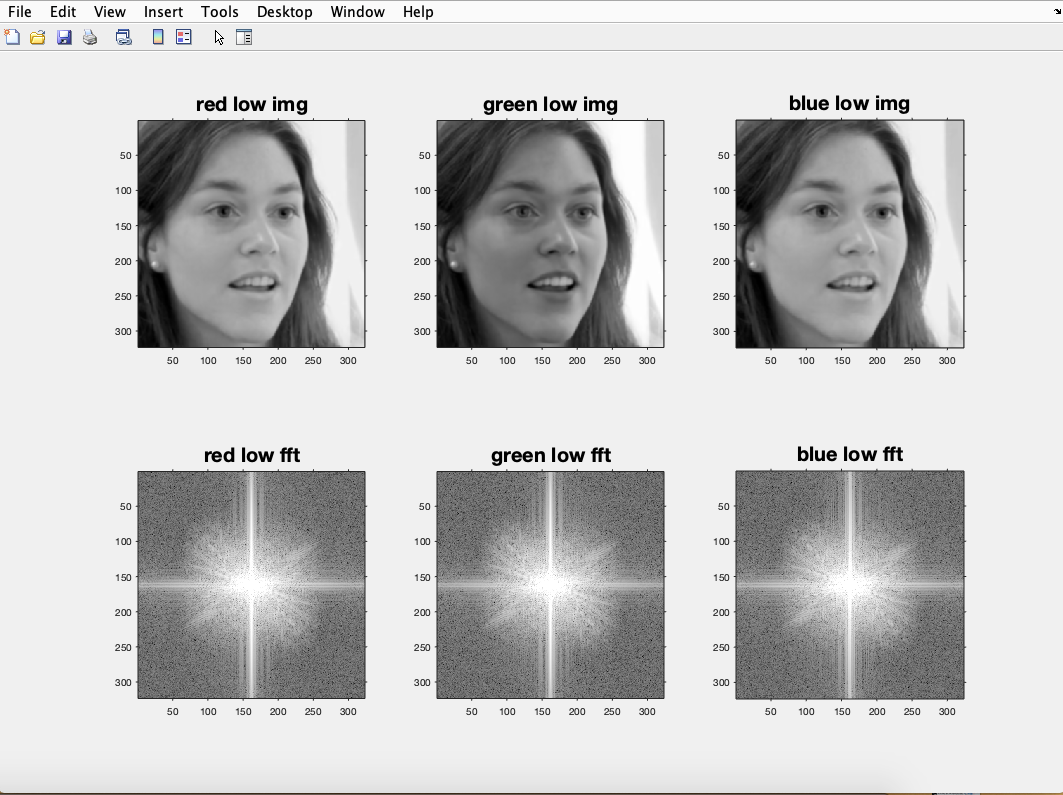 File Edit View Insert Tools Desktop Window Help
red low img green low img blue low img
50 50 50
100 100 100
150 150 150
200 200 200
250 250 250
300 300 300
50 100 150 200 250 300 50 100 150 200 250 300 50 100 150 200 250 300
red low fft green low fft blue low fft
50 50 50
100 100 100
150 150 150
200 200 200
250 250 250
300 300 300
50 100 150 200 250 300 50 100 150 200 250 300 50 100 150 200 250 300